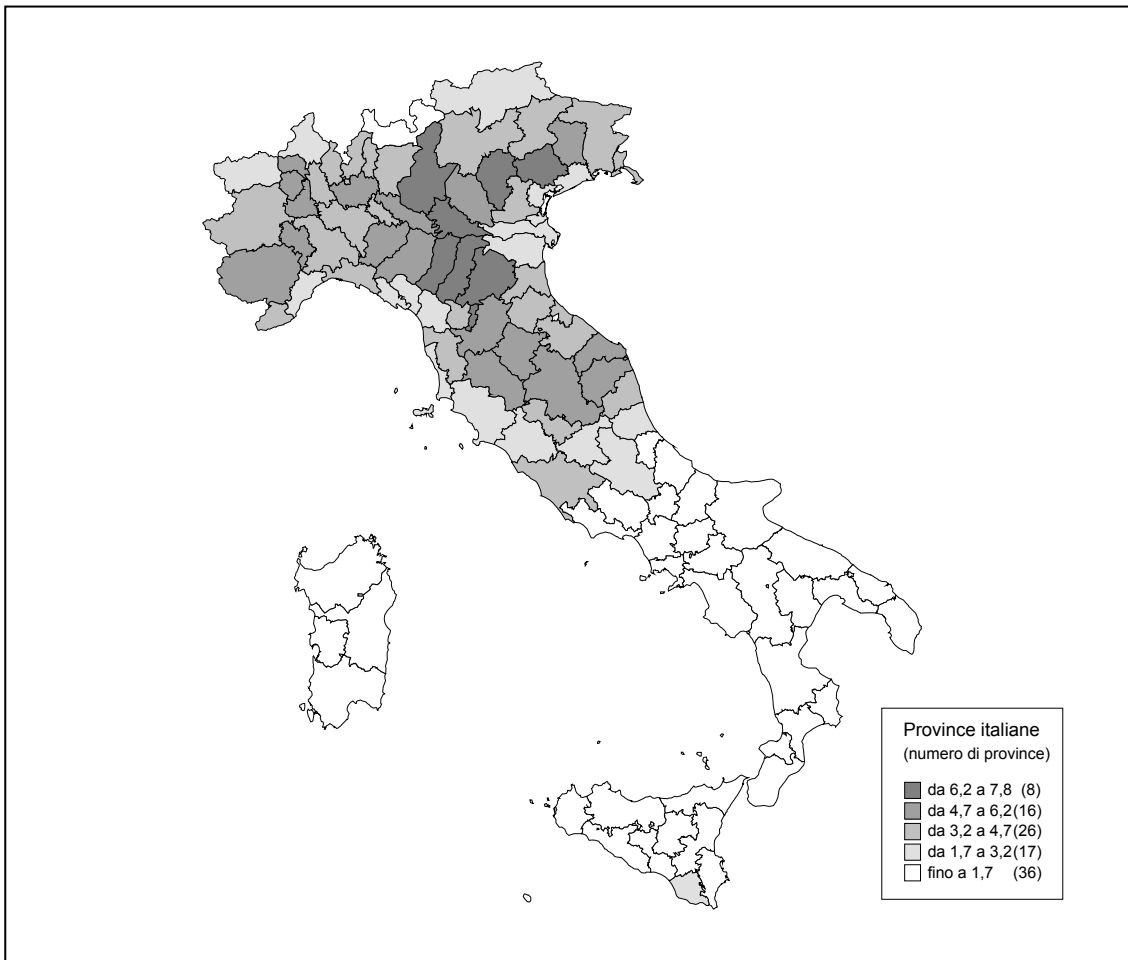 Province italiane
(numero di province)
da 6,2 a 7,8 (8)
da 4,7 a 6,2(16)
da 3,2 a 4,7(26)
da 1,7 a 3,2(17)
fino a 1,7 (36)